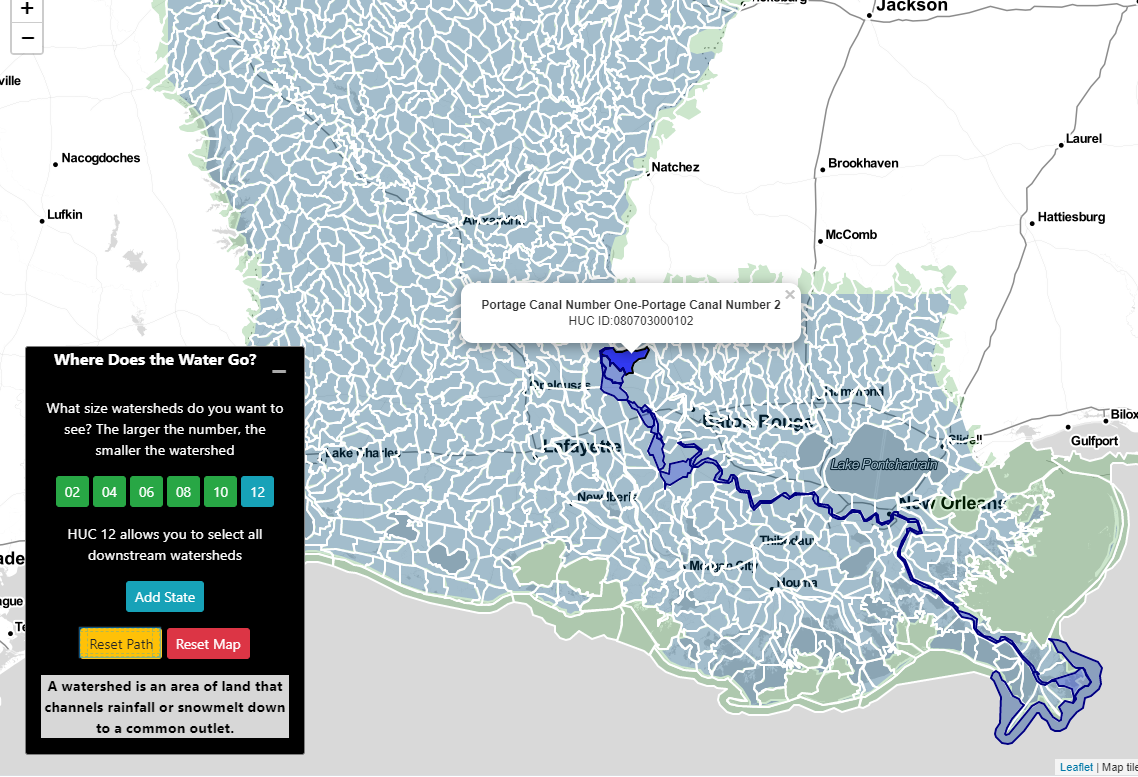 +
−
Jackson
ville
Nacogdoches
Natchez
Laurel
Brookhaven
Lufkin
Hattiesburg
Alexandria
McComb
×
Portage Canal Number One-Portage Canal Number 2
HUC ID:080703000102
Where Does the Water Go?
What size watersheds do you want to
see? The larger the number, the
smaller the watershed
02 04 06 08 10 12
HUC 12 allows you to select all
downstream watersheds
Add State
Reset Path Reset Map
A watershed is an area of land that
channels rainfall or snowmelt down
to a common outlet.
Opelousas
Hammond
Baton Rouge
Bilox
Gulfport
Slidell
Lafayette
Lake Charles
Lake Pontchartrain
New Iberia
New Orleans
Thibodaux
Morgan City
Houma
Leaflet | Map tile